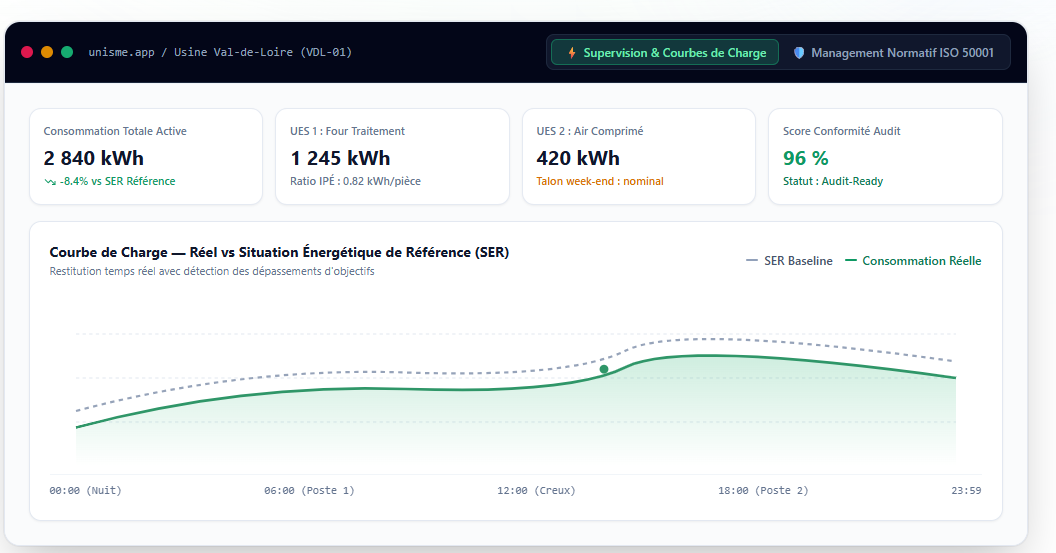 unisme.app / Usine Val-de-Loire (VDL-01)
Supervision & Courbes de Charge
Management Normatif ISO 50001
Consommation Totale Active
2 840 kWh
-8.4% vs SER Référence
UES 1 : Four Traitement
1 245 kWh
Ratio IPÉ : 0.82 kWh/pièce
UES 2 : Air Comprimé
420 kWh
Talon week-end : nominal
Score Conformité Audit
96 %
Statut : Audit-Ready
Courbe de Charge — Réel vs Situation Énergétique de Référence (SER)
Restitution temps réel avec détection des dépassements d'objectifs
SER Baseline
Consommation Réelle
00:00 (Nuit)
06:00 (Poste 1)
12:00 (Creux)
18:00 (Poste 2)
23:59